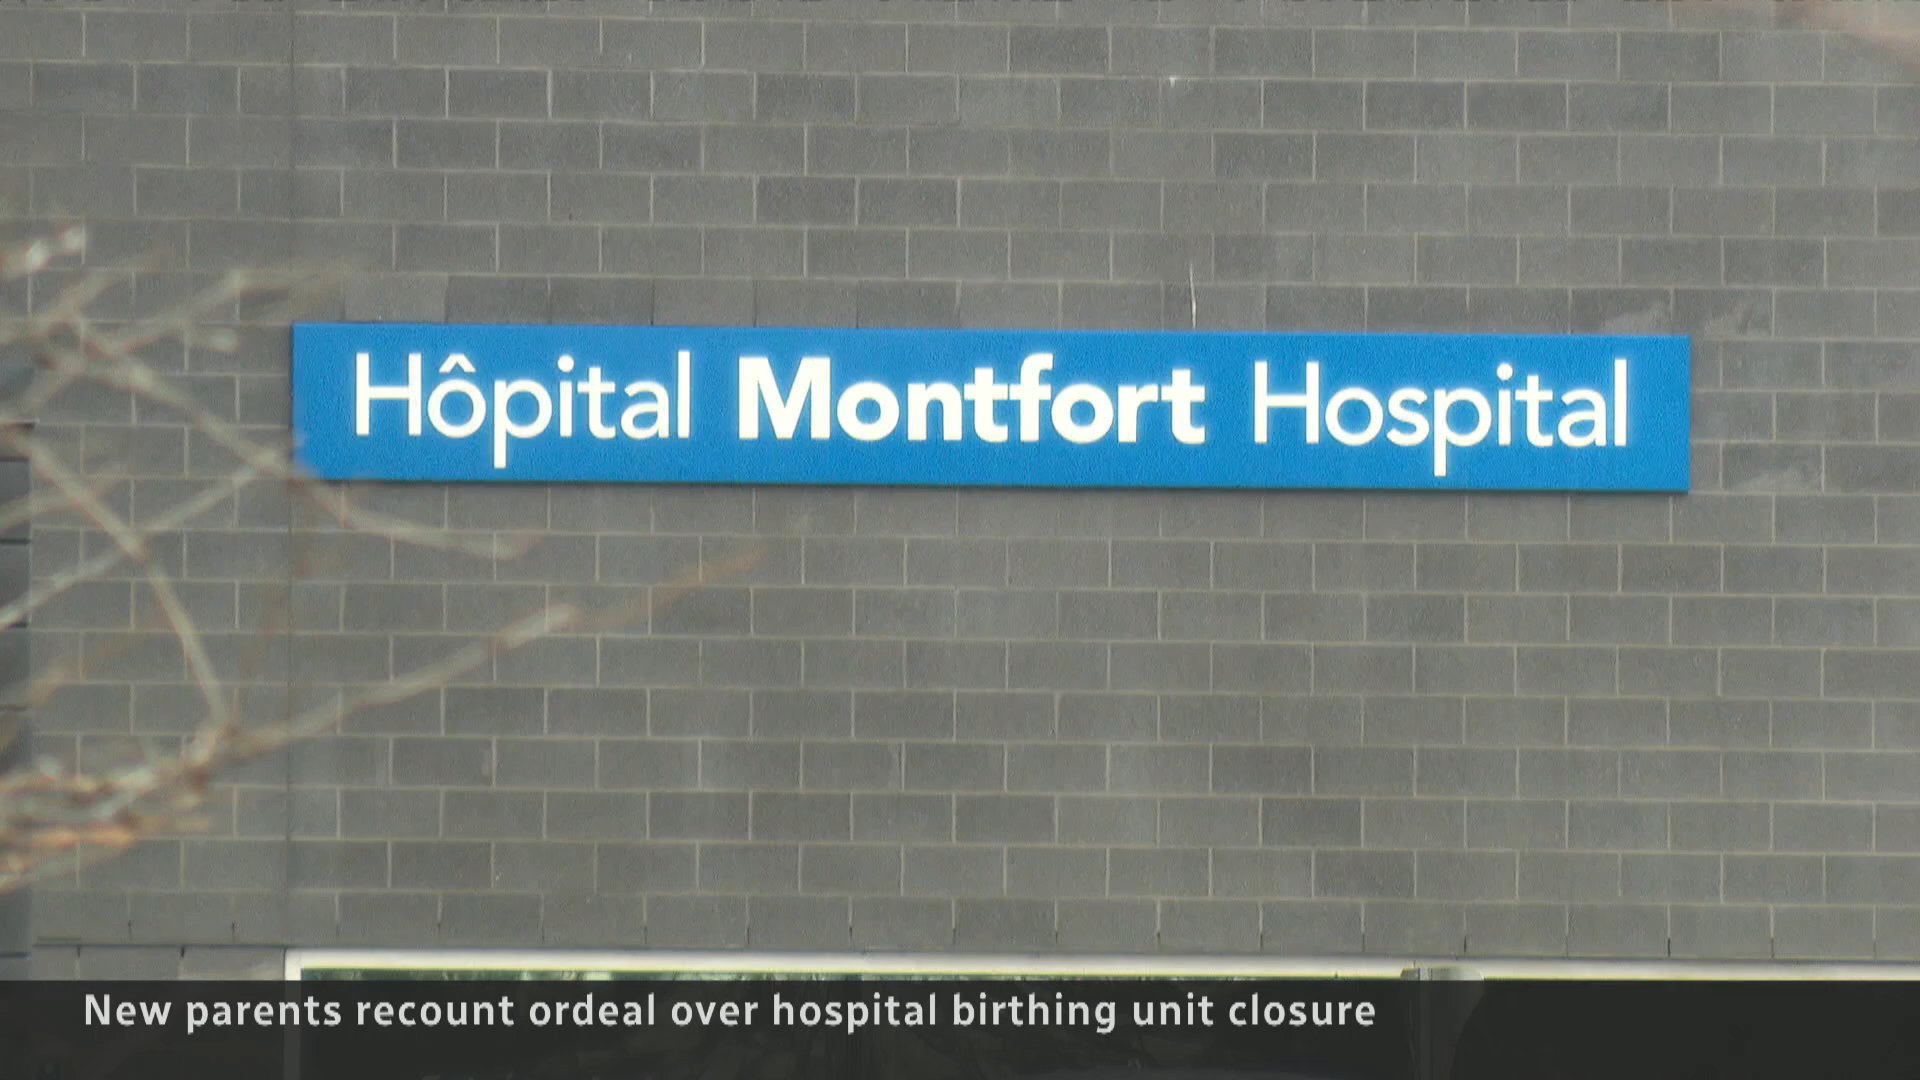 Hôpital Montfort Hospital
New parents recount ordeal over hospital birthing unit closure